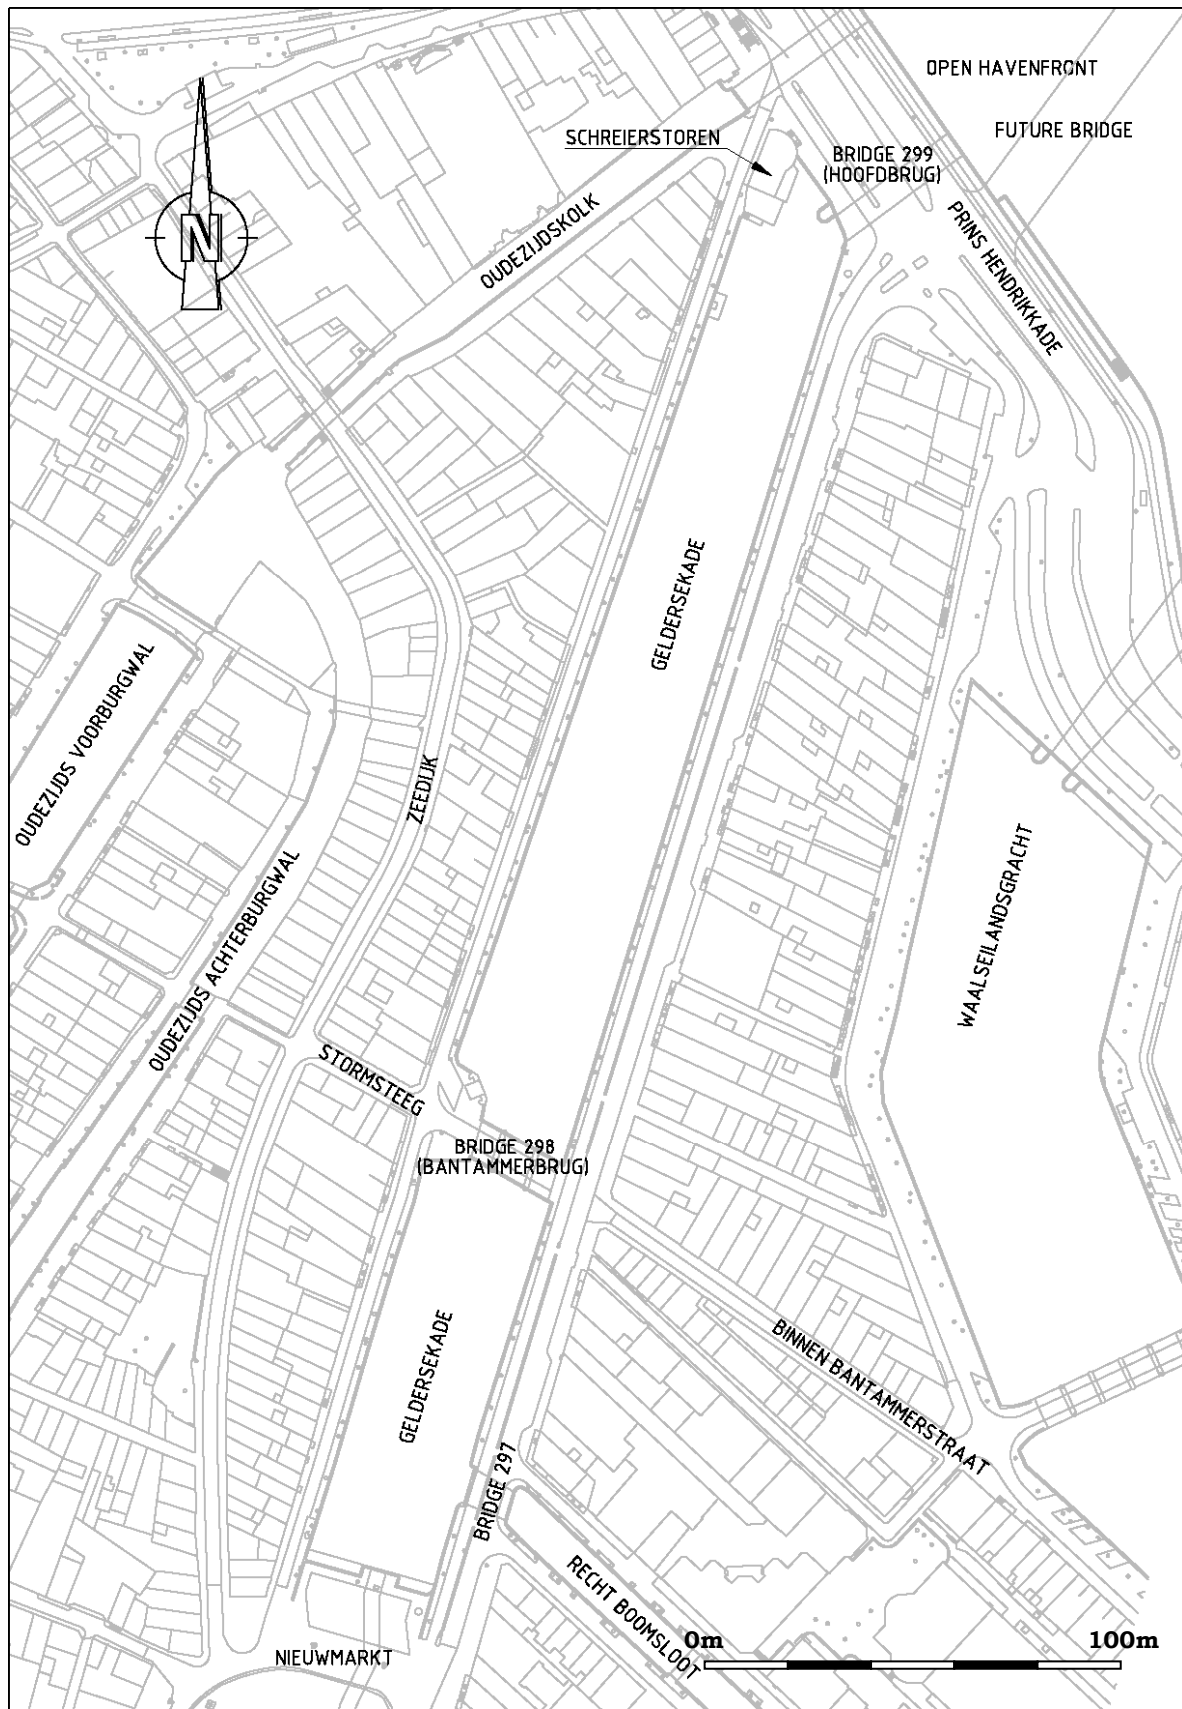 OPEN HAVENFRONT
FUTURE BRIDGE
SCHREIERSTOREN
BRIDGE 299
(HOOFDBRUG)
N
OUDEZIJDSKOLK
PRINS HENDRIKKADE
GELDERSEKADE
OUDEZIJDS VOORBURGWAL
ZEEDIJK
OUDEZIJDS ACHTERBURGWAL
WAALSEILANDSGRACHT
STORMSTEEG
BRIDGE 298
(BANTAMMERBRUG)
GELDERSEKADE
BINNEN BANTAMMERSTRAAT
BRIDGE 297
RECHT BOOMSLOOT
NIEUWMARKT
0m 100m